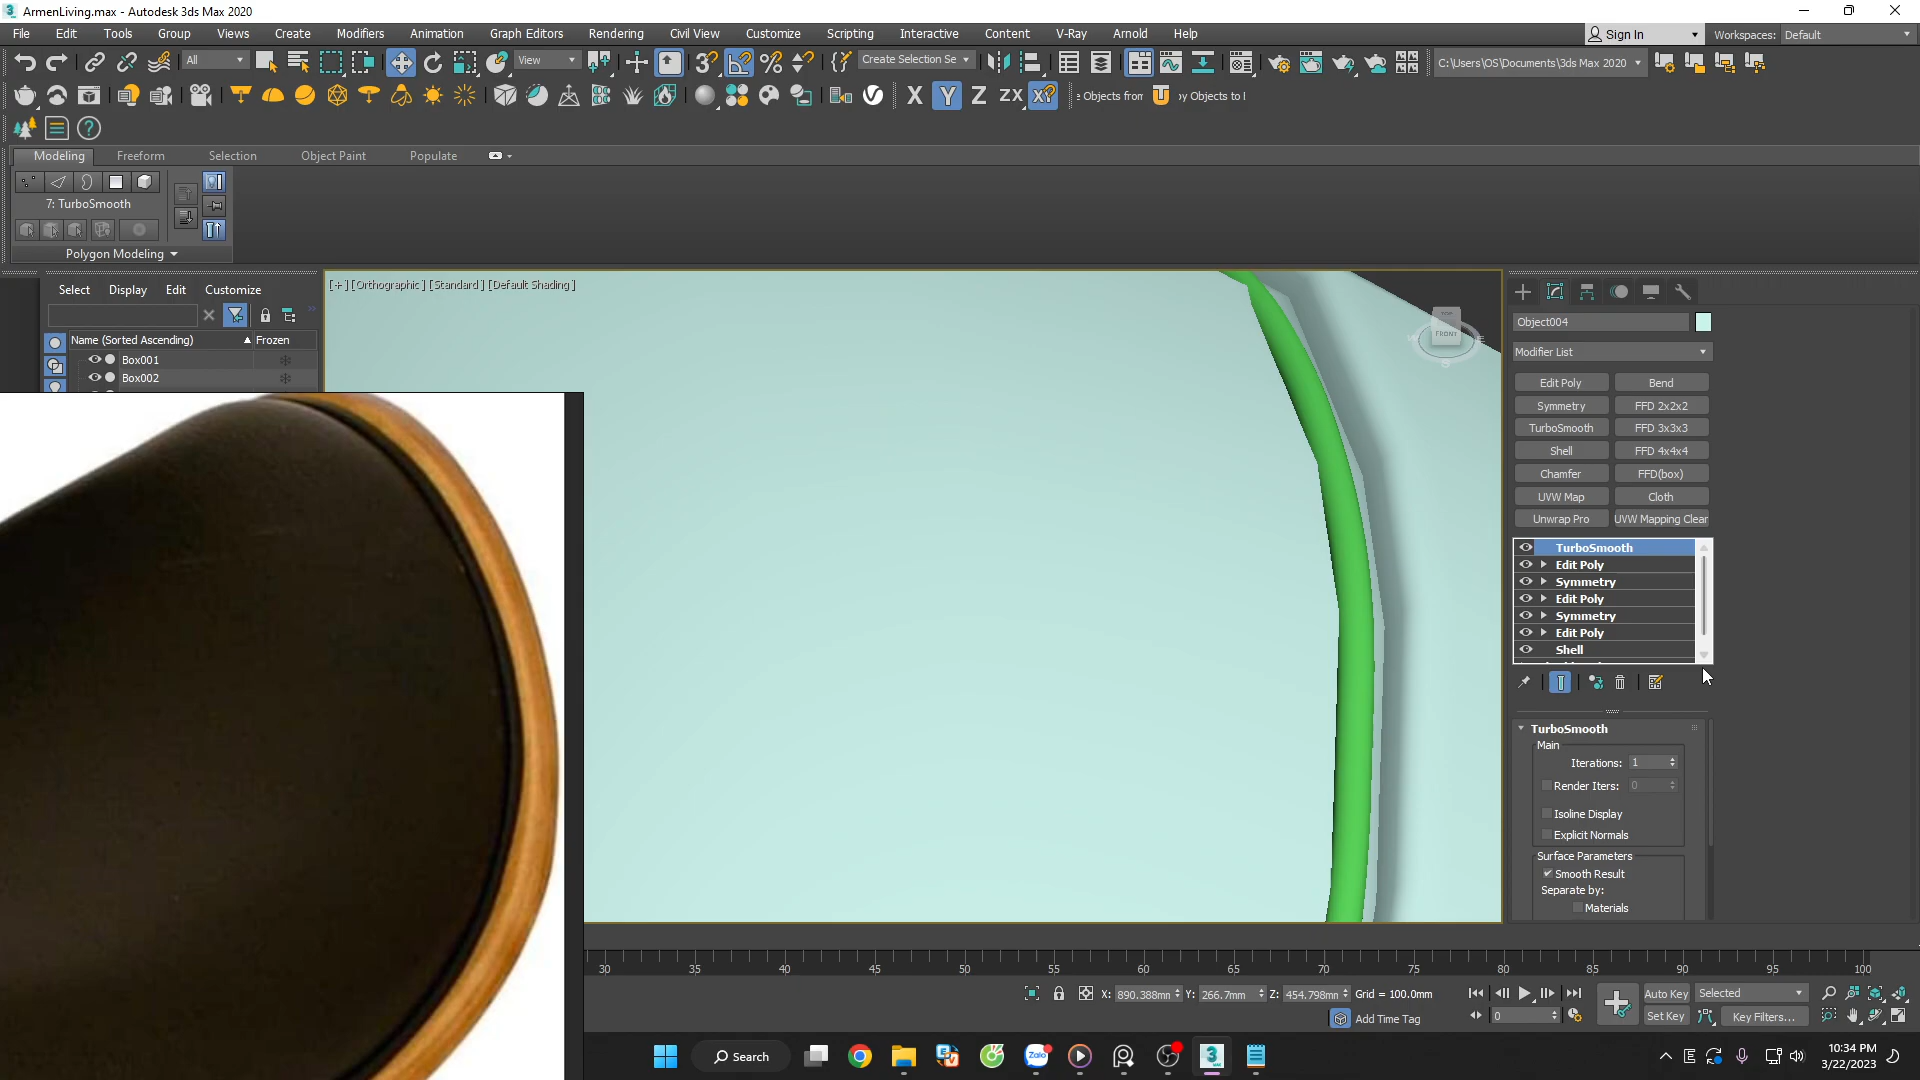 ArmenLiving.max - Autodesk 3ds Max 2020
File Edit Tools Group Views Create Modifiers Animation Graph Editors Rendering Civil View Customize Scripting Interactive Content V-Ray Arnold Help
Sign In Workspaces: Default
All View Create Selection Se C:\Users\OS\Documents\3ds Max 2020
X Y Z ZX XY e Objects fron by Objects to l
Modeling Freeform Selection Object Paint Populate
7: TurboSmooth
Polygon Modeling
Select Display Edit Customize
Name (Sorted Ascending) Frozen
Box001
Box002
[+] [Orthographic] [Standard] [Default Shading]
TOP
FRONT
Object004
Modifier List
Edit Poly Bend
Symmetry FFD 2x2x2
TurboSmooth FFD 3x3x3
Shell FFD 4x4x4
Chamfer FFD(box)
UVW Map Cloth
Unwrap Pro UVW Mapping Clear
TurboSmooth
Edit Poly
Symmetry
Edit Poly
Symmetry
Edit Poly
Shell
TurboSmooth
Main
Iterations: 1
Render Iters: 0
Isoline Display
Explicit Normals
Surface Parameters
Smooth Result
Separate by:
Materials
30 35 40 45 50 55 60 65 70 75 80 85 90 95 100
X: 890.388mm Y: 266.7mm Z: 454.798mm Grid = 100.0mm
Add Time Tag
Auto Key Selected
0 Set Key Key Filters...
Search
Zalo
3
10:34 PM
3/22/2023